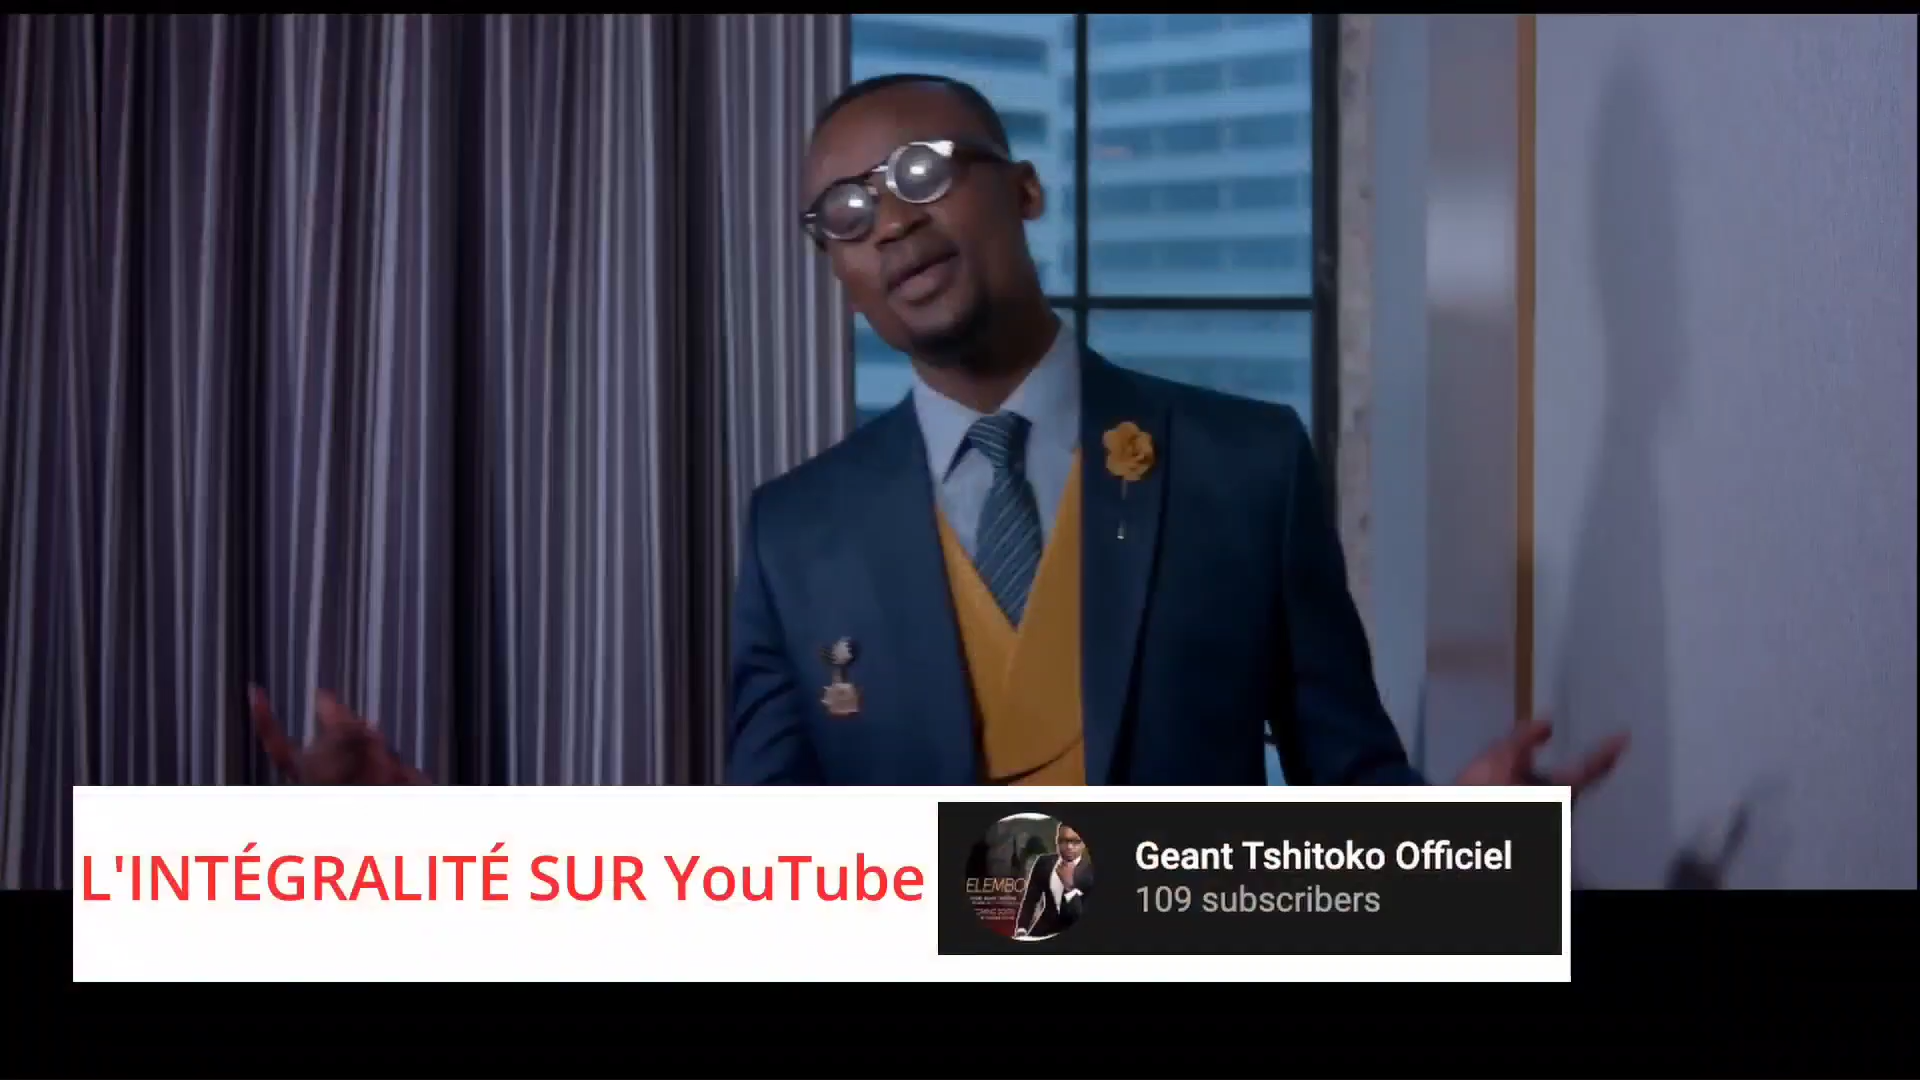 L'INTÉGRALITÉ SUR YouTube
Geant Tshitoko Officiel
109 subscribers
ELEMBO